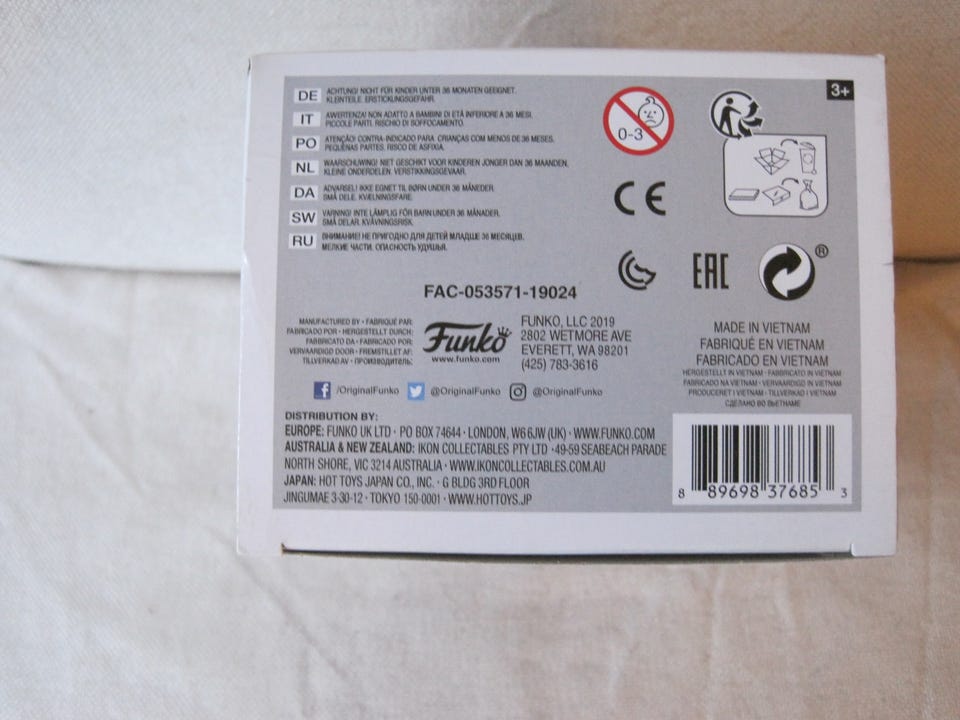 DE ACHTUNG! NICHT FÜR KINDER UNTER 36 MONATEN GEEIGNET.
KLEINTEILE. ERSTICKUNGSGEFAHR.
IT AVVERTENZA! NON ADATTO A BAMBINI DI ETÀ INFERIORE A 36 MESI.
PICCOLE PARTI. RISCHIO DI SOFFOCAMENTO.
PO ATENÇÃO! CONTRA-INDICADO PARA CRIANÇAS COM MENOS DE 36 MESES.
PEQUENAS PARTES. RISCO DE ASFIXIA.
NL WAARSCHUWING! NIET GESCHIKT VOOR KINDEREN JONGER DAN 36 MAANDEN.
KLEINE ONDERDELEN. VERSTIKKINGSGEVAAR.
DA ADVARSEL! IKKE EGNET TIL BØRN UNDER 36 MÅNEDER.
SMÅ DELE. KVÆLNINGSFARE.
SW VARNING! INTE LÄMPLIG FÖR BARN UNDER 36 MÅNADER.
SMÅ DELAR. KVÄVNINGSRISK.
RU ВНИМАНИЕ! НЕ ПРИГОДНО ДЛЯ ДЕТЕЙ МЛАДШЕ 36 МЕСЯЦЕВ.
МЕЛКИЕ ЧАСТИ. ОПАСНОСТЬ УДУШЬЯ.
0-3
3+
CE
EAC
®
FAC-053571-19024
MANUFACTURED BY • FABRIQUÉ PAR:
FABRICADO POR • HERGESTELLT DURCH:
FABBRICATO DA • FABRICADO POR:
VERVAARDIGD DOOR • FREMSTILLET AF:
TILLVERKAD AV • ПРОИЗВОДИТЕЛЬ:
Funko
www.funko.com
FUNKO, LLC 2019
2802 WETMORE AVE
EVERETT, WA 98201
(425) 783-3616
MADE IN VIETNAM
FABRIQUÉ EN VIETNAM
FABRICADO EN VIETNAM
HERGESTELLT IN VIETNAM • FABBRICATO IN VIETNAM
FABRICADO NA VIETNAM • VERVAARDIGD IN VIETNAM
PRODUCERET I VIETNAM • TILLVERKAD I VIETNAM
СДЕЛАНО ВО ВЬЕТНАМЕ
/OriginalFunko @OriginalFunko @OriginalFunko
DISTRIBUTION BY:
EUROPE: FUNKO UK LTD • PO BOX 74644 • LONDON, W6 6JW (UK) • WWW.FUNKO.COM
AUSTRALIA & NEW ZEALAND: IKON COLLECTABLES PTY LTD •49-59 SEABEACH PARADE
NORTH SHORE, VIC 3214 AUSTRALIA • WWW.IKONCOLLECTABLES.COM.AU
JAPAN: HOT TOYS JAPAN CO., INC. • G BLDG 3RD FLOOR
JINGUMAE 3-30-12 • TOKYO 150-0001 • WWW.HOTTOYS.JP
8 89698 37685 3